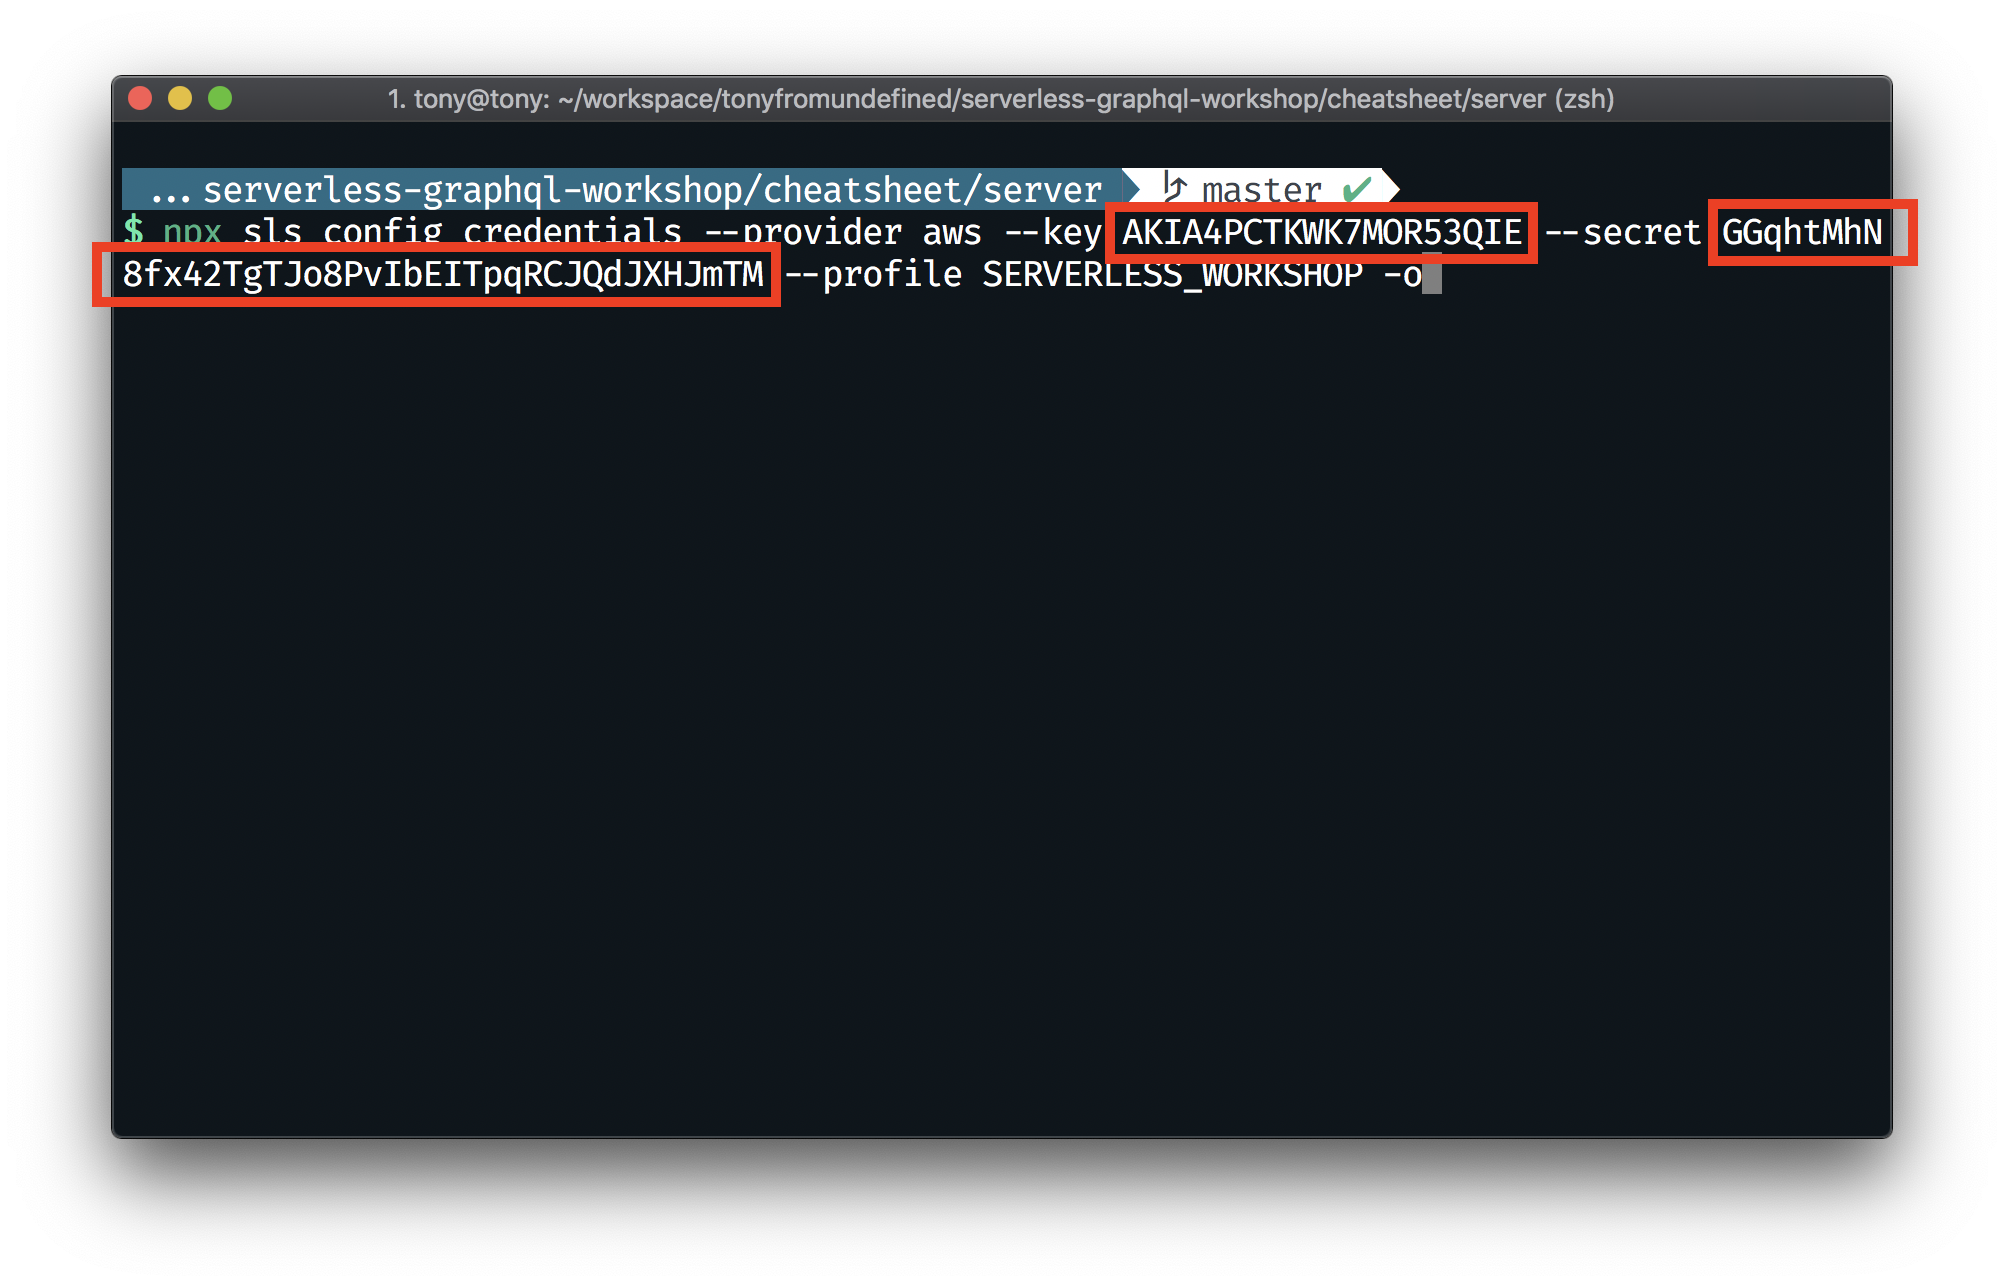 1. tony@tony: ~/workspace/tonyfromundefined/serverless-graphql-workshop/cheatsheet/server (zsh)
...serverless-graphql-workshop/cheatsheet/server master ✓
$ npx sls config credentials --provider aws --key AKIA4PCTKWK7MOR53QIE --secret GGqhtMhN
8fx42TgTJo8PvIbEITpqRCJQdJXHJmTM --profile SERVERLESS_WORKSHOP -o